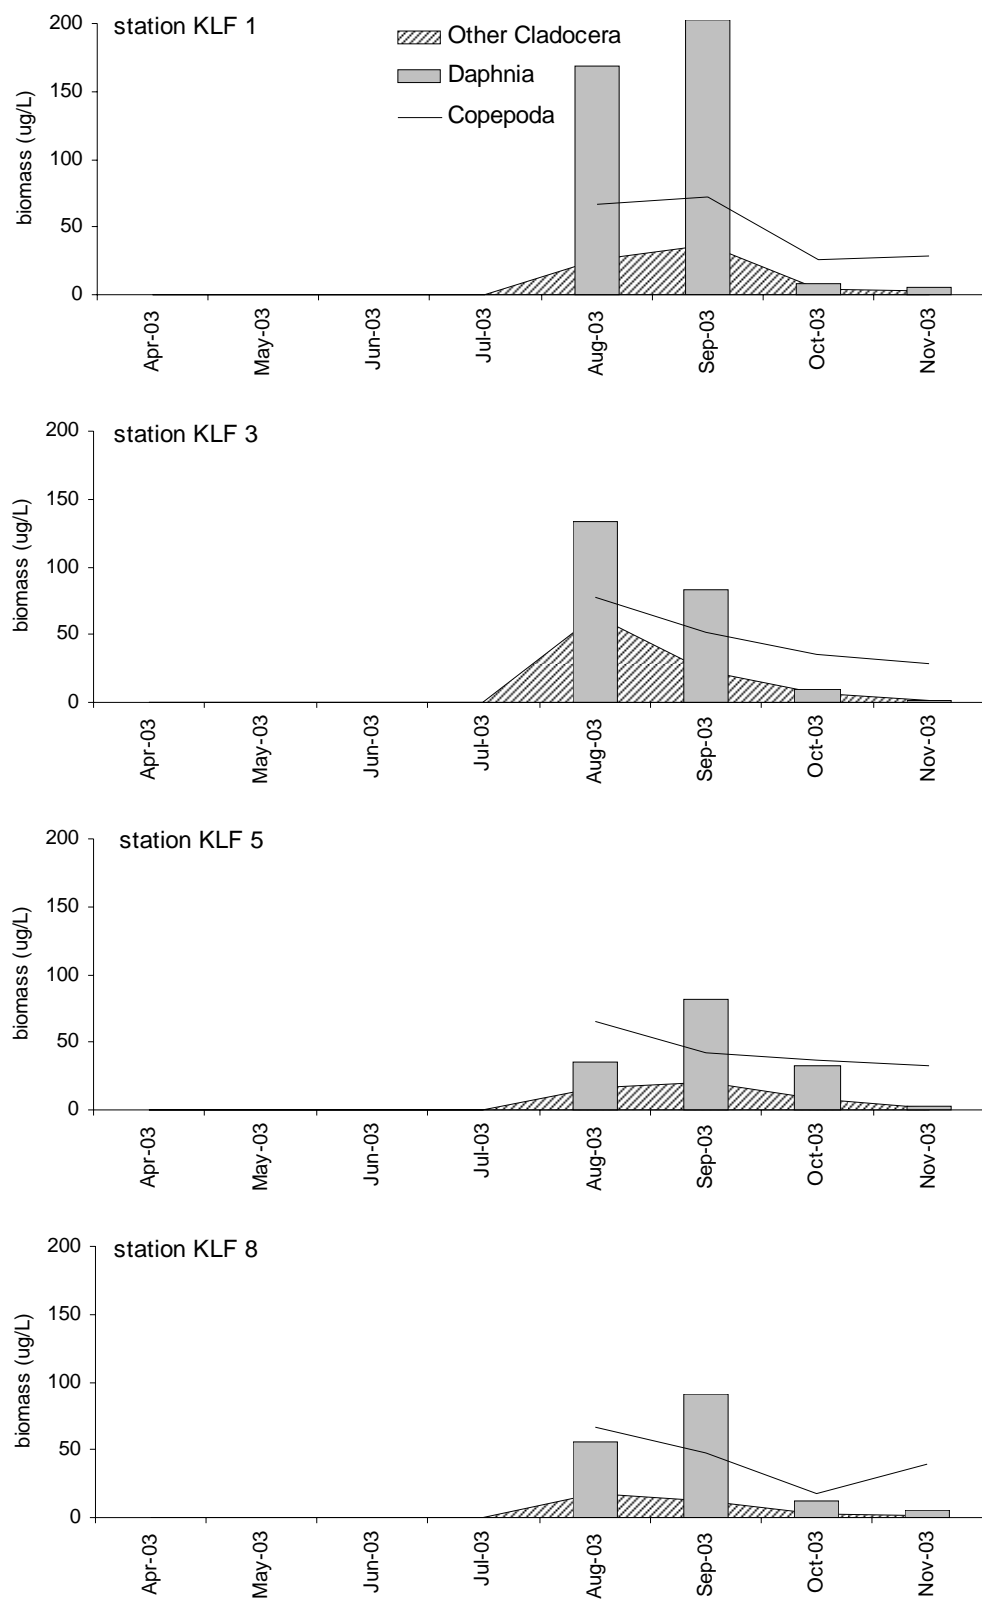 station KLF 1
Other Cladocera
Daphnia
Copepoda
biomass (ug/L)
200
150
100
50
0
Apr-03
May-03
Jun-03
Jul-03
Aug-03
Sep-03
Oct-03
Nov-03
station KLF 3
biomass (ug/L)
200
150
100
50
0
Apr-03
May-03
Jun-03
Jul-03
Aug-03
Sep-03
Oct-03
Nov-03
station KLF 5
biomass (ug/L)
200
150
100
50
0
Apr-03
May-03
Jun-03
Jul-03
Aug-03
Sep-03
Oct-03
Nov-03
station KLF 8
biomass (ug/L)
200
150
100
50
0
Apr-03
May-03
Jun-03
Jul-03
Aug-03
Sep-03
Oct-03
Nov-03